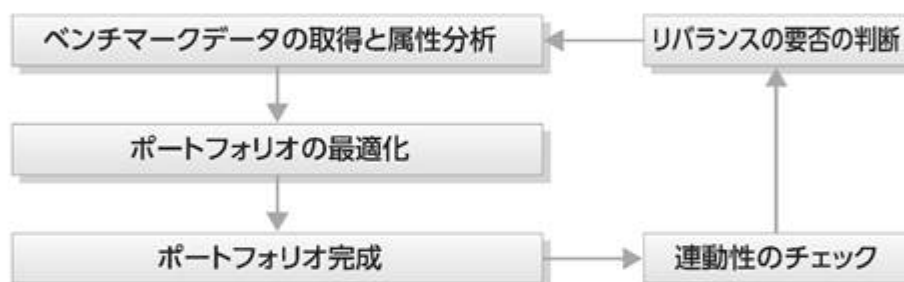 ベンチマークデータの取得と属性分析
リバランスの要否の判断
ポートフォリオの最適化
ポートフォリオ完成
連動性のチェック